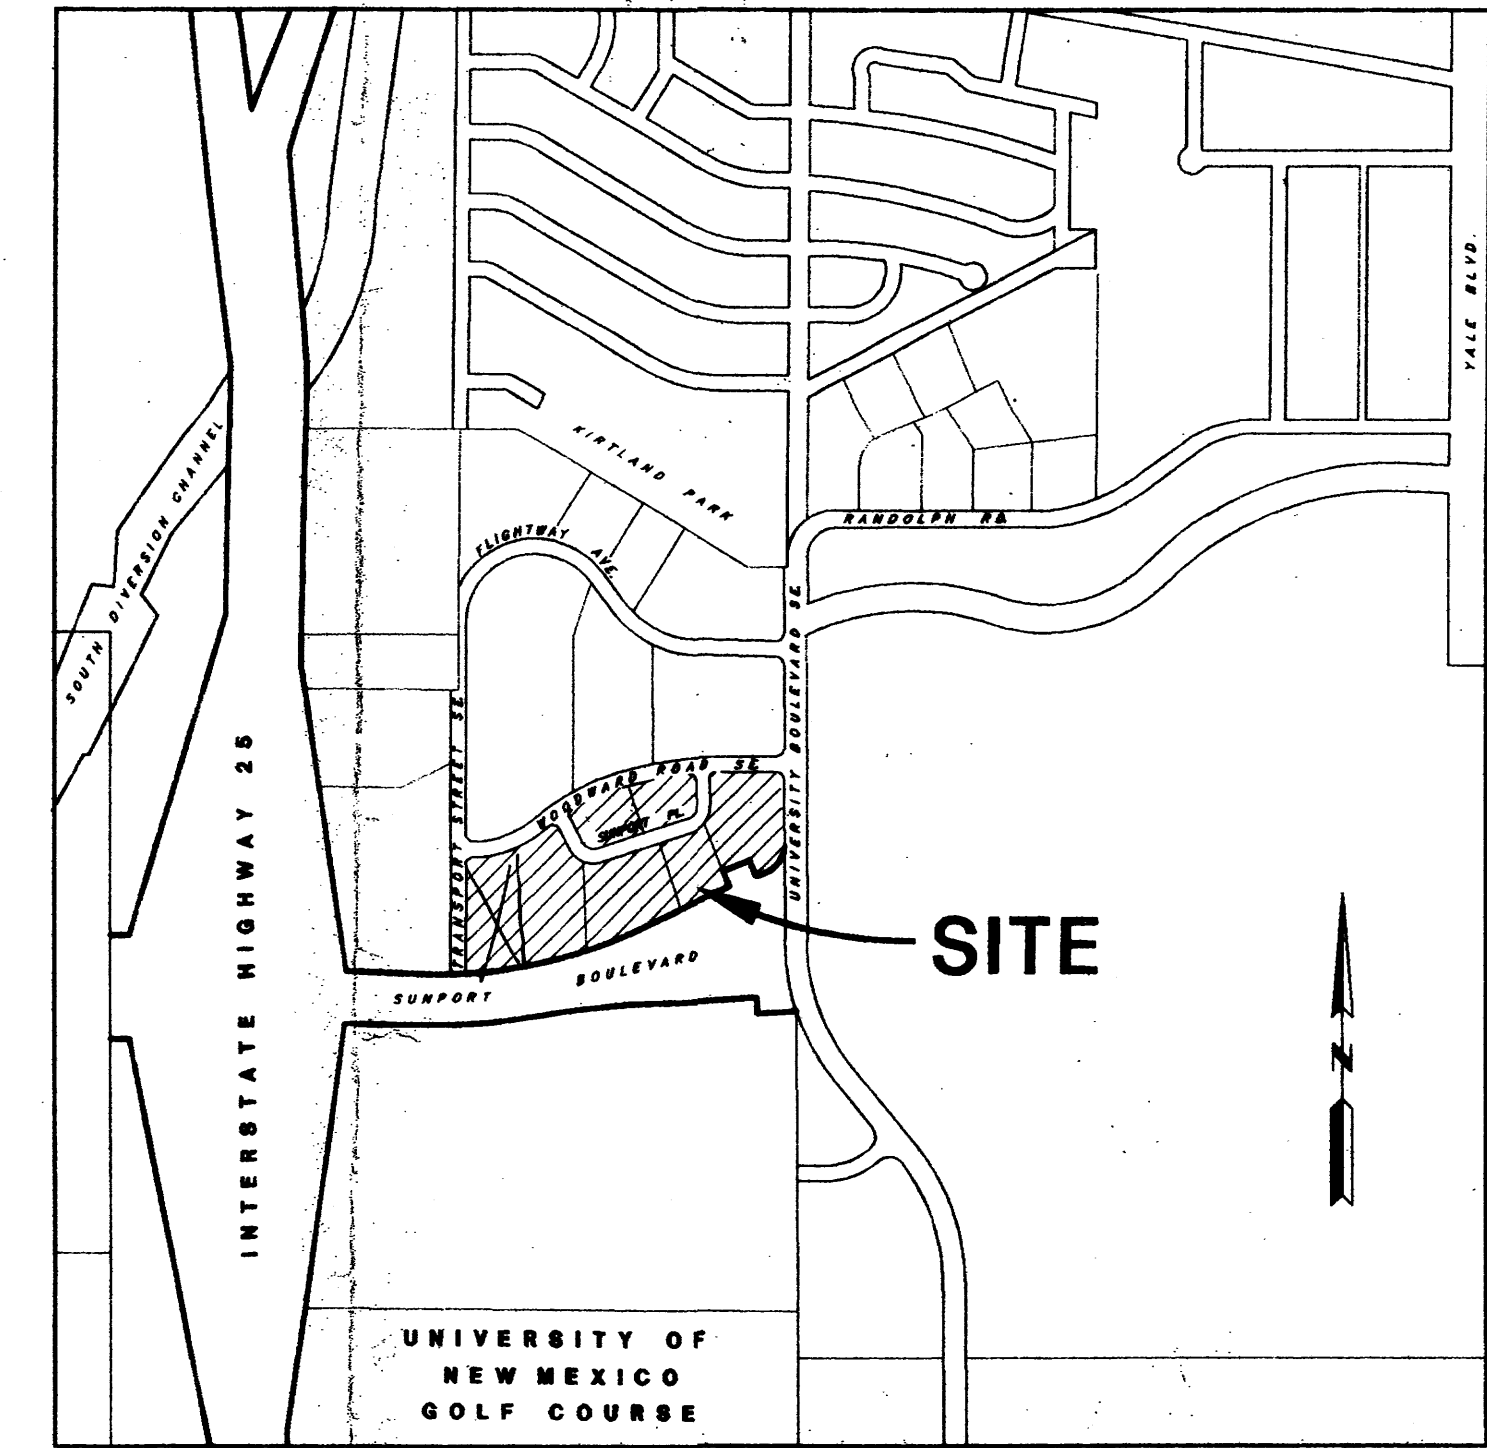 YALE BLVD.
KIRTLAND PARK
SOUTH DIVERSION CHANNEL
FLIGHTWAY AVE.
RANDOLPH RD.
UNIVERSITY BOULEVARD SE.
TRANSPORT STREET SE.
WOODWARD ROAD SE
SUNPORT PL.
INTERSTATE HIGHWAY 25
SITE
SUNPORT BOULEVARD
N
UNIVERSITY OF
NEW MEXICO
GOLF COURSE